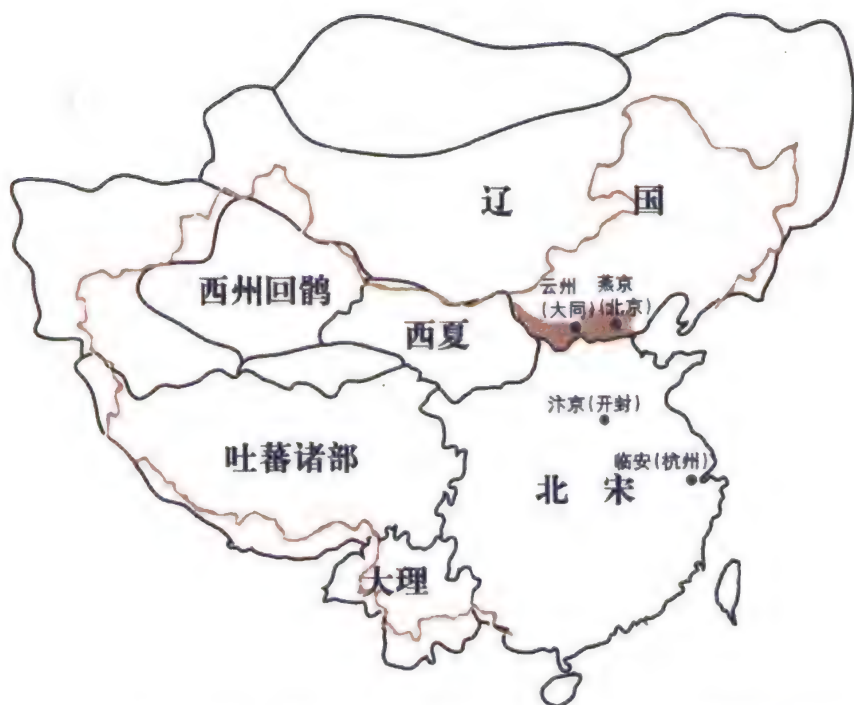 辽 国
云州 燕京
(大同) (北京)
西州回鹘
西夏
汴京(开封)
吐蕃诸部
临安(杭州)
北 宋
大理